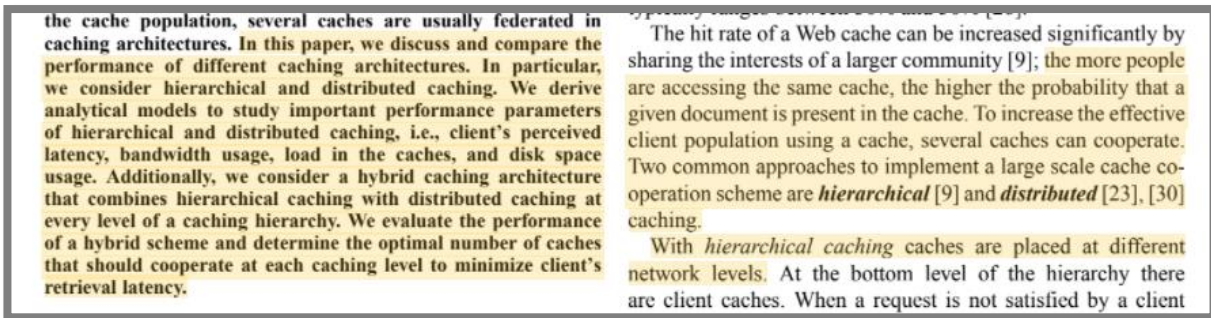 the cache population, several caches are usually federated in
caching architectures. In this paper, we discuss and compare the
performance of different caching architectures. In particular,
we consider hierarchical and distributed caching. We derive
analytical models to study important performance parameters
of hierarchical and distributed caching, i.e., client's perceived
latency, bandwidth usage, load in the caches, and disk space
usage. Additionally, we consider a hybrid caching architecture
that combines hierarchical caching with distributed caching at
every level of a caching hierarchy. We evaluate the performance
of a hybrid scheme and determine the optimal number of caches
that should cooperate at each caching level to minimize client's
retrieval latency.
The hit rate of a Web cache can be increased significantly by
sharing the interests of a larger community [9]; the more people
are accessing the same cache, the higher the probability that a
given document is present in the cache. To increase the effective
client population using a cache, several caches can cooperate.
Two common approaches to implement a large scale cache co-
operation scheme are hierarchical [9] and distributed [23], [30]
caching.
With hierarchical caching caches are placed at different
network levels. At the bottom level of the hierarchy there
are client caches. When a request is not satisfied by a client